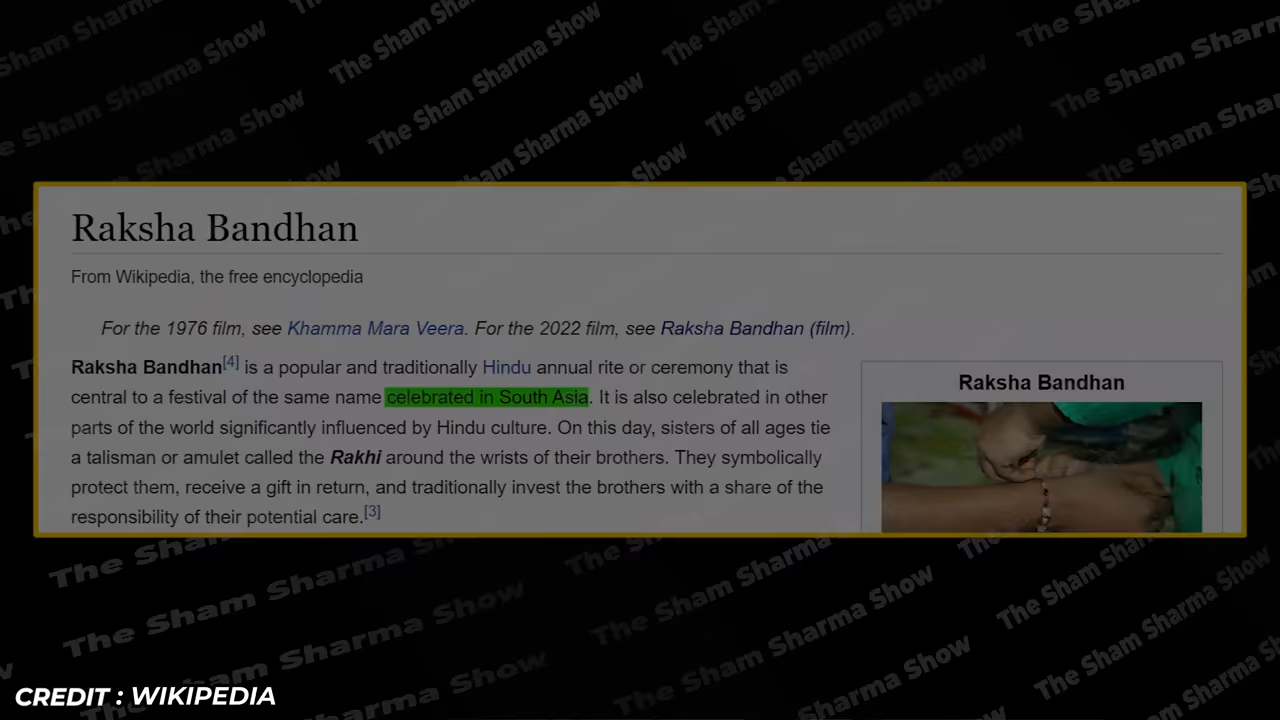 Raksha Bandhan
From Wikipedia, the free encyclopedia
For the 1976 film, see Khamma Mara Veera. For the 2022 film, see Raksha Bandhan (film).
Raksha Bandhan[4] is a popular and traditionally Hindu annual rite or ceremony that is
central to a festival of the same name celebrated in South Asia. It is also celebrated in other
parts of the world significantly influenced by Hindu culture. On this day, sisters of all ages tie
a talisman or amulet called the Rakhi around the wrists of their brothers. They symbolically
protect them, receive a gift in return, and traditionally invest the brothers with a share of the
responsibility of their potential care.[3]
Raksha Bandhan
The Sham Sharma Show
CREDIT : WIKIPEDIA